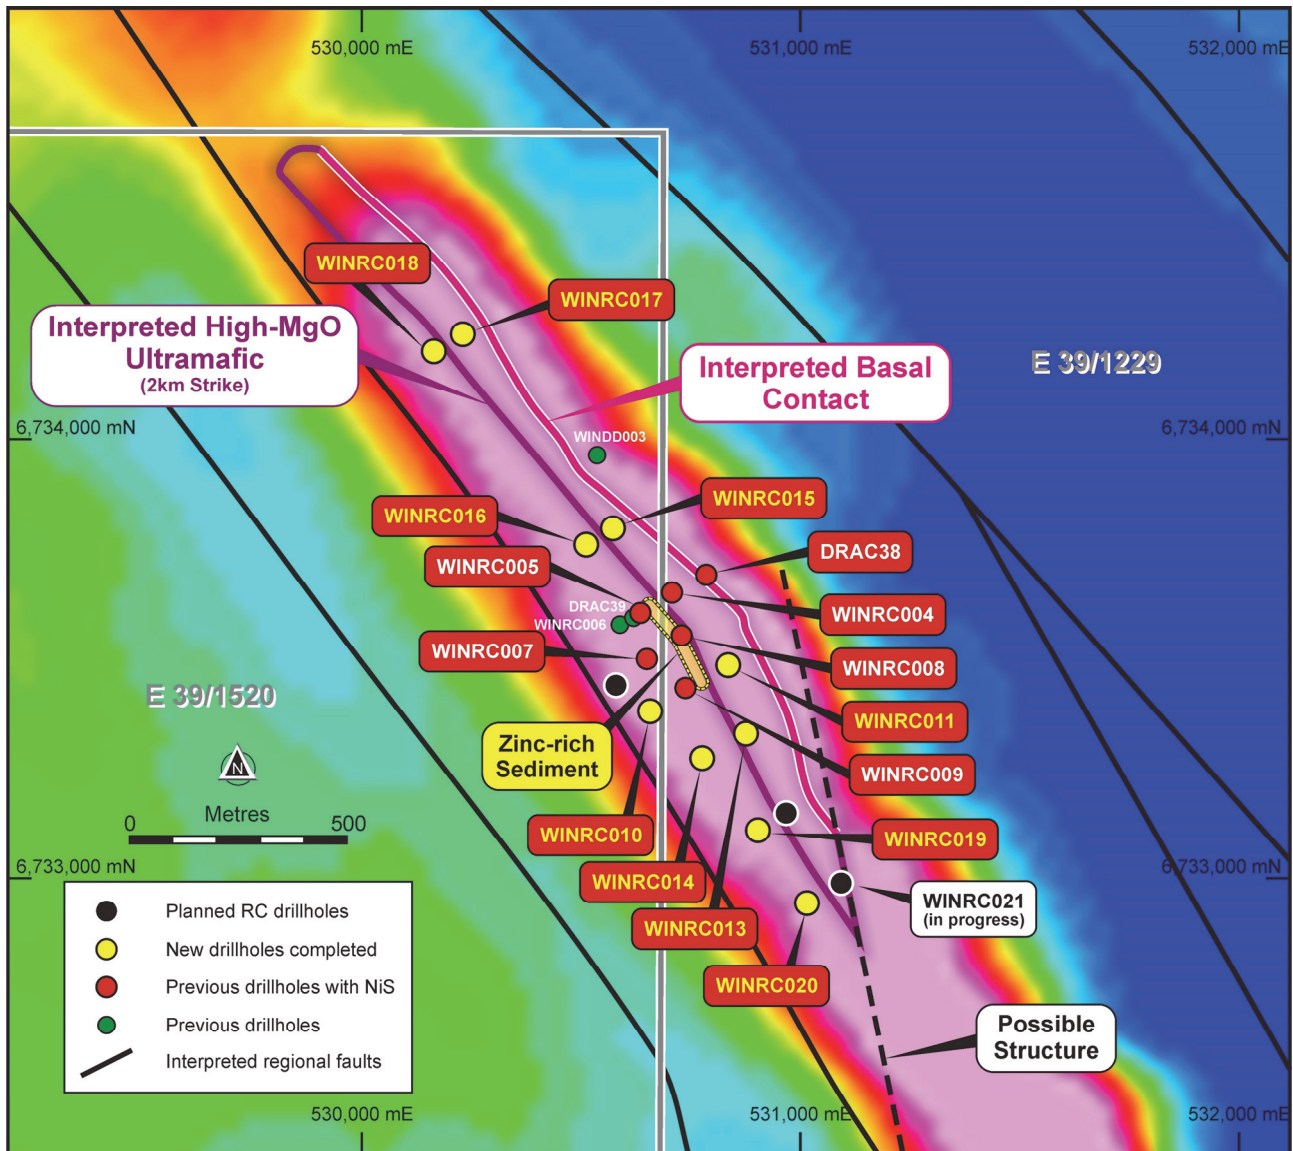 530,000 mE
531,000 mE
532,000 mE
WINRC018
WINRC017
Interpreted High-MgO
Ultramafic
(2km Strike)
Interpreted Basal
Contact
E 39/1229
6,734,000 mN
6,734,000 mN
WINDD003
WINRC015
WINRC016
DRAC38
WINRC005
DRAC39
WINRC004
WINRC006
WINRC007
WINRC008
E 39/1520
WINRC011
Zinc-rich
Sediment
N
WINRC009
Metres
0
500
WINRC010
WINRC019
6,733,000 mN
6,733,000 mN
WINRC014
WINRC021
(in progress)
WINRC013
WINRC020
Planned RC drillholes
New drillholes completed
Previous drillholes with NiS
Previous drillholes
Interpreted regional faults
Possible
Structure
530,000 mE
531,000 mE
532,000 mE